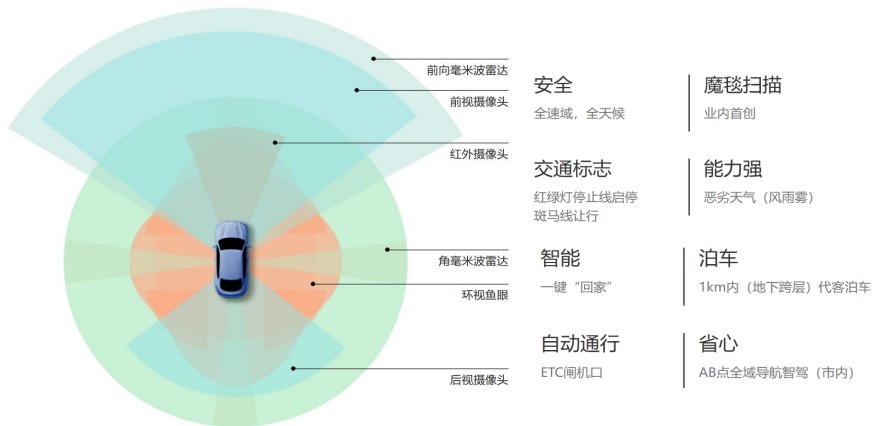 前向毫米波雷达
前视摄像头
红外摄像头
角毫米波雷达
环视鱼眼
后视摄像头
安全
全速域，全天候
魔毯扫描
业内首创
交通标志
红绿灯停止线启停
斑马线让行
能力强
恶劣天气（风雨雾）
智能
一键“回家”
泊车
1km内（地下跨层）代客泊车
自动通行
ETC闸机口
省心
AB点全域导航智驾（市内）